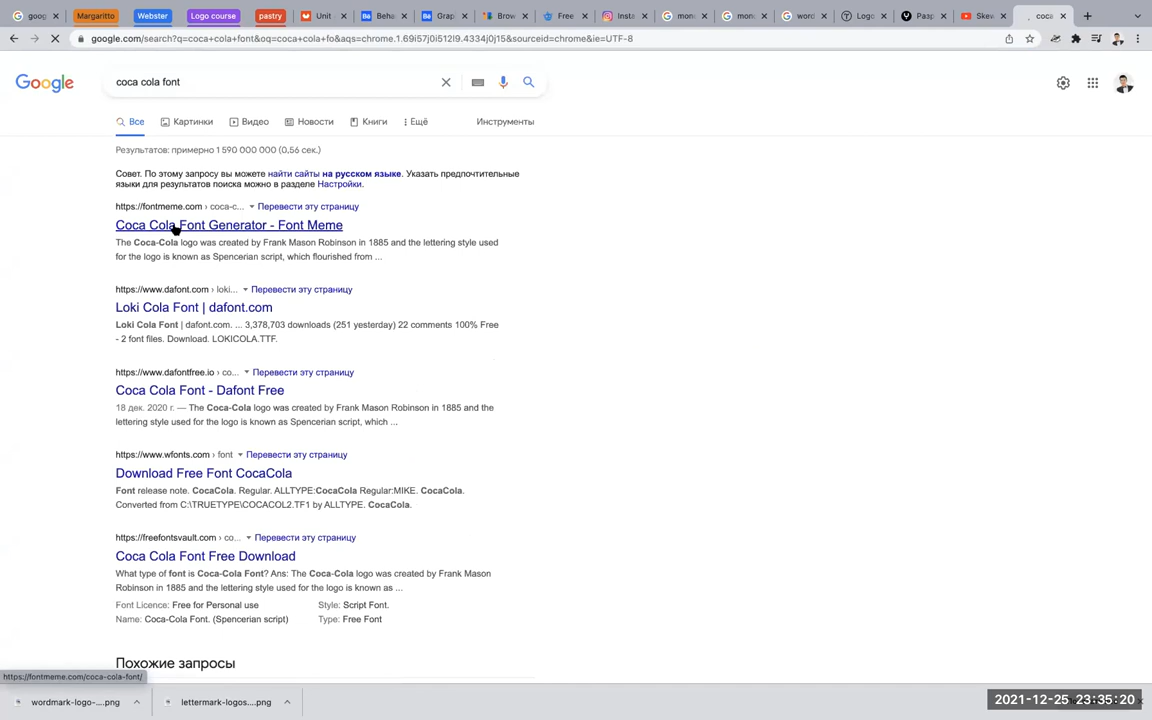 goog
Margaritto
Webster
Logo course
pastry
Unit
Beha
Grap
Brow
Free
Insta
mono
mono
word
Logo
Разр
Skev
coca
google.com/search?q=coca+cola+font&oq=coca+cola+fo&aqs=chrome.1.69i57j0i512l9.4334j0j15&sourceid=chrome&ie=UTF-8
Google
coca cola font
Все
Картинки
Видео
Новости
Книги
Ещё
Инструменты
Результатов: примерно 1 590 000 000 (0,56 сек.)
Совет. По этому запросу вы можете найти сайты на русском языке. Указать предпочтительные
языки для результатов поиска можно в разделе Настройки.
https://fontmeme.com › coca-c... Перевести эту страницу
Coca Cola Font Generator - Font Meme
The Coca-Cola logo was created by Frank Mason Robinson in 1885 and the lettering style used
for the logo is known as Spencerian script, which flourished from ...
https://www.dafont.com › loki... Перевести эту страницу
Loki Cola Font | dafont.com
Loki Cola Font | dafont.com. ... 3,378,703 downloads (251 yesterday) 22 comments 100% Free
- 2 font files. Download. LOKICOLA.TTF.
https://www.dafontfree.io › co... Перевести эту страницу
Coca Cola Font - Dafont Free
18 дек. 2020 г. — The Coca-Cola logo was created by Frank Mason Robinson in 1885 and the
lettering style used for the logo is known as Spencerian script, which ...
https://www.wfonts.com › font Перевести эту страницу
Download Free Font CocaCola
Font release note. CocaCola. Regular. ALLTYPE:CocaCola Regular:MIKE. CocaCola.
Converted from C:\TRUETYPE\COCACOL2.TF1 by ALLTYPE. CocaCola.
https://freefontsvault.com › co... Перевести эту страницу
Coca Cola Font Free Download
What type of font is Coca-Cola Font? Ans: The Coca-Cola logo was created by Frank Mason
Robinson in 1885 and the lettering style used for the logo is known as ...
Font Licence: Free for Personal use Style: Script Font.
Name: Coca-Cola Font. (Spencerian script) Type: Free Font
Похожие запросы
https://fontmeme.com/coca-cola-font/
wordmark-logo-....png
lettermark-logos....png
2021-12-25 23:35:20